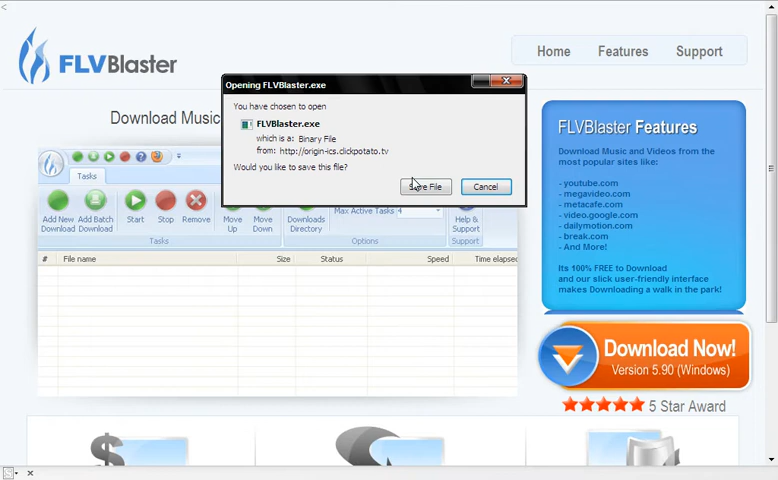 FLVBlaster
Home Features Support
Opening FLVBlaster.exe
You have chosen to open
FLVBlaster.exe
which is a: Binary File
from: http://origin-ics.clickpotato.tv
Would you like to save this file?
Save File Cancel
Download Music
Tasks
Add New Download
Add Batch Download
Start
Stop
Remove
Move Up
Move Down
Downloads Directory
Max Active Tasks 4
Help & Support
Tasks Options Support
# File name Size Status Speed Time elapsed
FLVBlaster Features
Download Music and Videos from the
most popular sites like:
- youtube.com
- megavideo.com
- metacafe.com
- video.google.com
- dailymotion.com
- break.com
- And More!
Its 100% FREE to Download
and our slick user-friendly interface
makes Downloading a walk in the park!
Download Now!
Version 5.90 (Windows)
5 Star Award